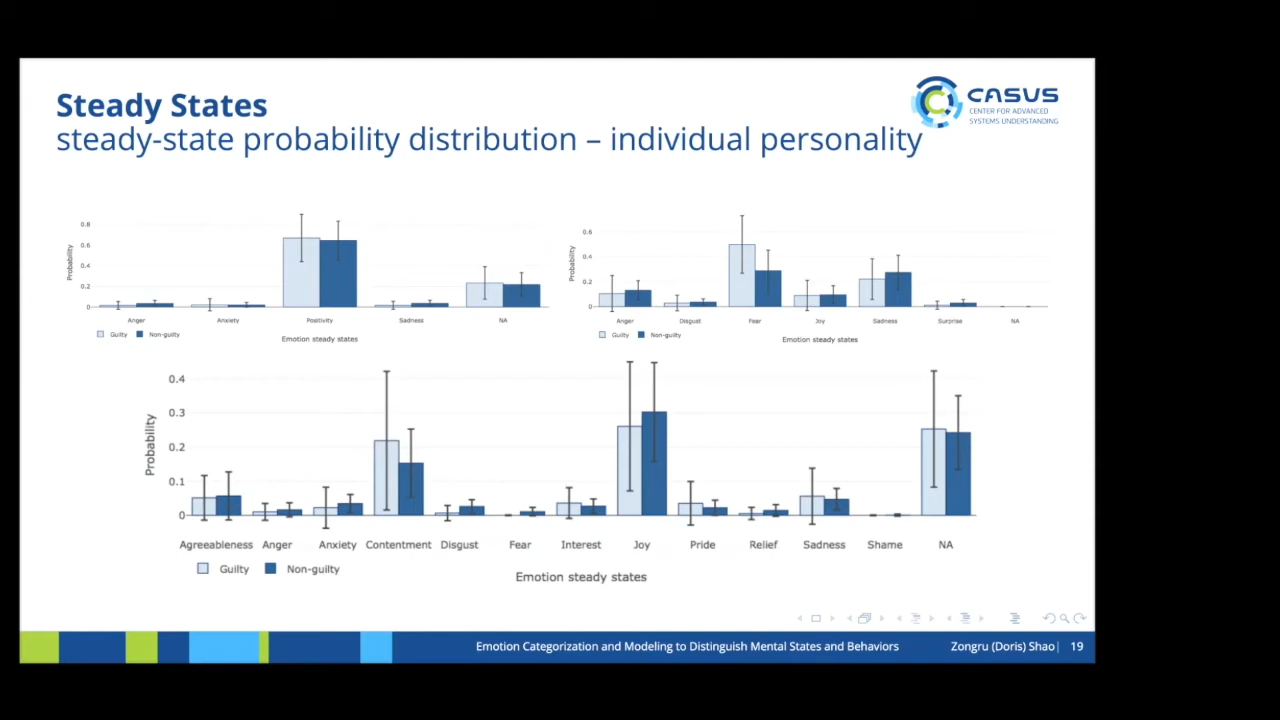 Steady States
steady-state probability distribution – individual personality
CASUS
CENTER FOR ADVANCED
SYSTEMS UNDERSTANDING
Probability
0.8
0.6
0.4
0.2
0
Anger Anxiety Positivity Sadness NA
Guilty Non-guilty
Emotion steady states
Probability
0.6
0.4
0.2
0
Anger Disgust Fear Joy Sadness Surprise NA
Guilty Non-guilty
Emotion steady states
Probability
0.4
0.3
0.2
0.1
0
Agreeableness Anger Anxiety Contentment Disgust Fear Interest Joy Pride Relief Sadness Shame NA
Guilty Non-guilty
Emotion steady states
Emotion Categorization and Modeling to Distinguish Mental States and Behaviors Zongru (Doris) Shao| 19